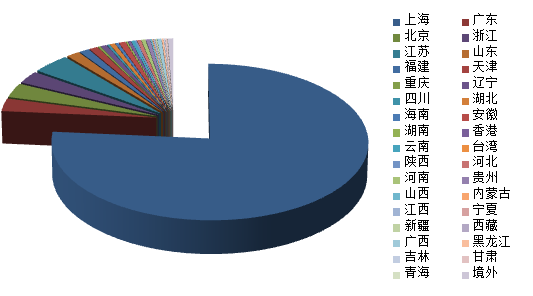 上海 广东
北京 浙江
江苏 山东
福建 天津
重庆 辽宁
四川 湖北
海南 安徽
湖南 香港
云南 台湾
陕西 河北
河南 贵州
山西 内蒙古
江西 宁夏
新疆 西藏
广西 黑龙江
吉林 甘肃
青海 境外